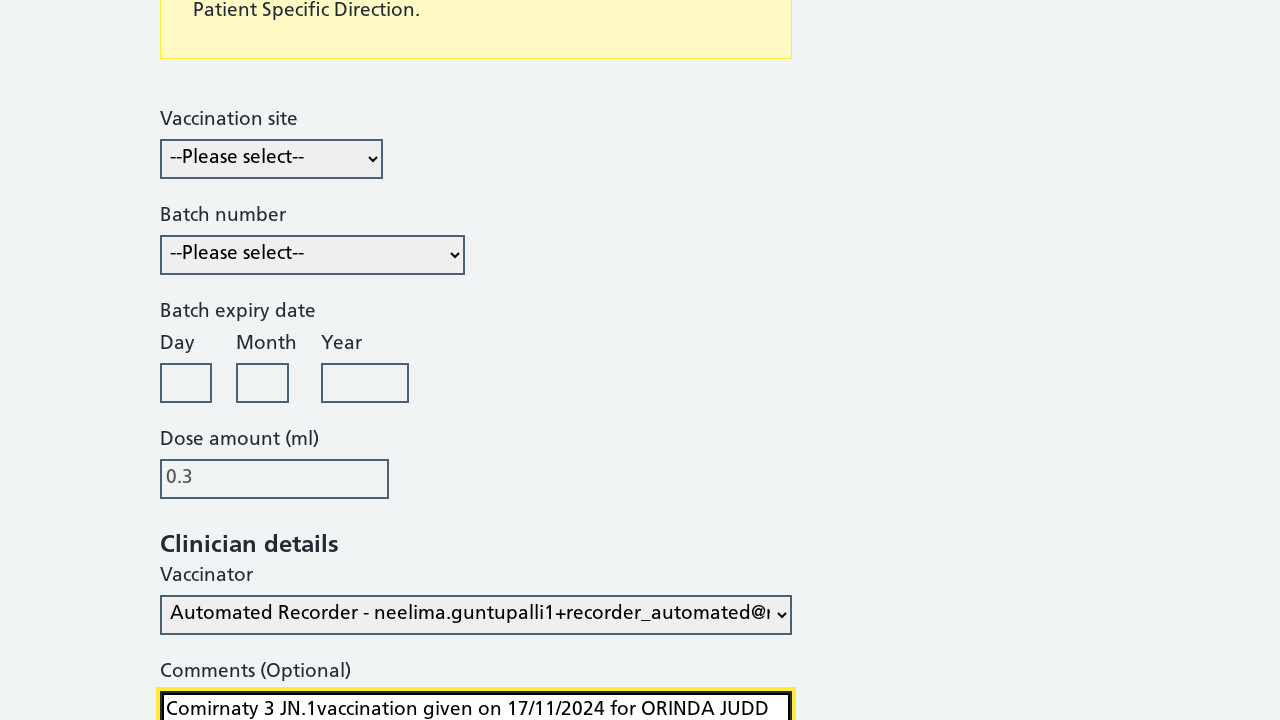 Patient Specific Direction.
Vaccination site
--Please select--
Batch number
--Please select--
Batch expiry date
Day Month Year
Dose amount (ml)
0.3
Clinician details
Vaccinator
Automated Recorder - neelima.guntupalli1+recorder_automated@
Comments (Optional)
Comirnaty 3 JN.1vaccination given on 17/11/2024 for ORINDA JUDD